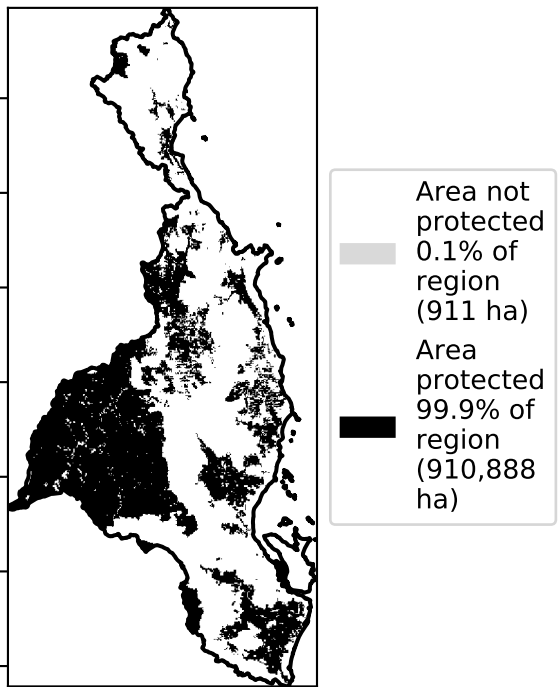 Area not
protected
0.1% of
region
(911 ha)
Area
protected
99.9% of
region
(910,888
ha)